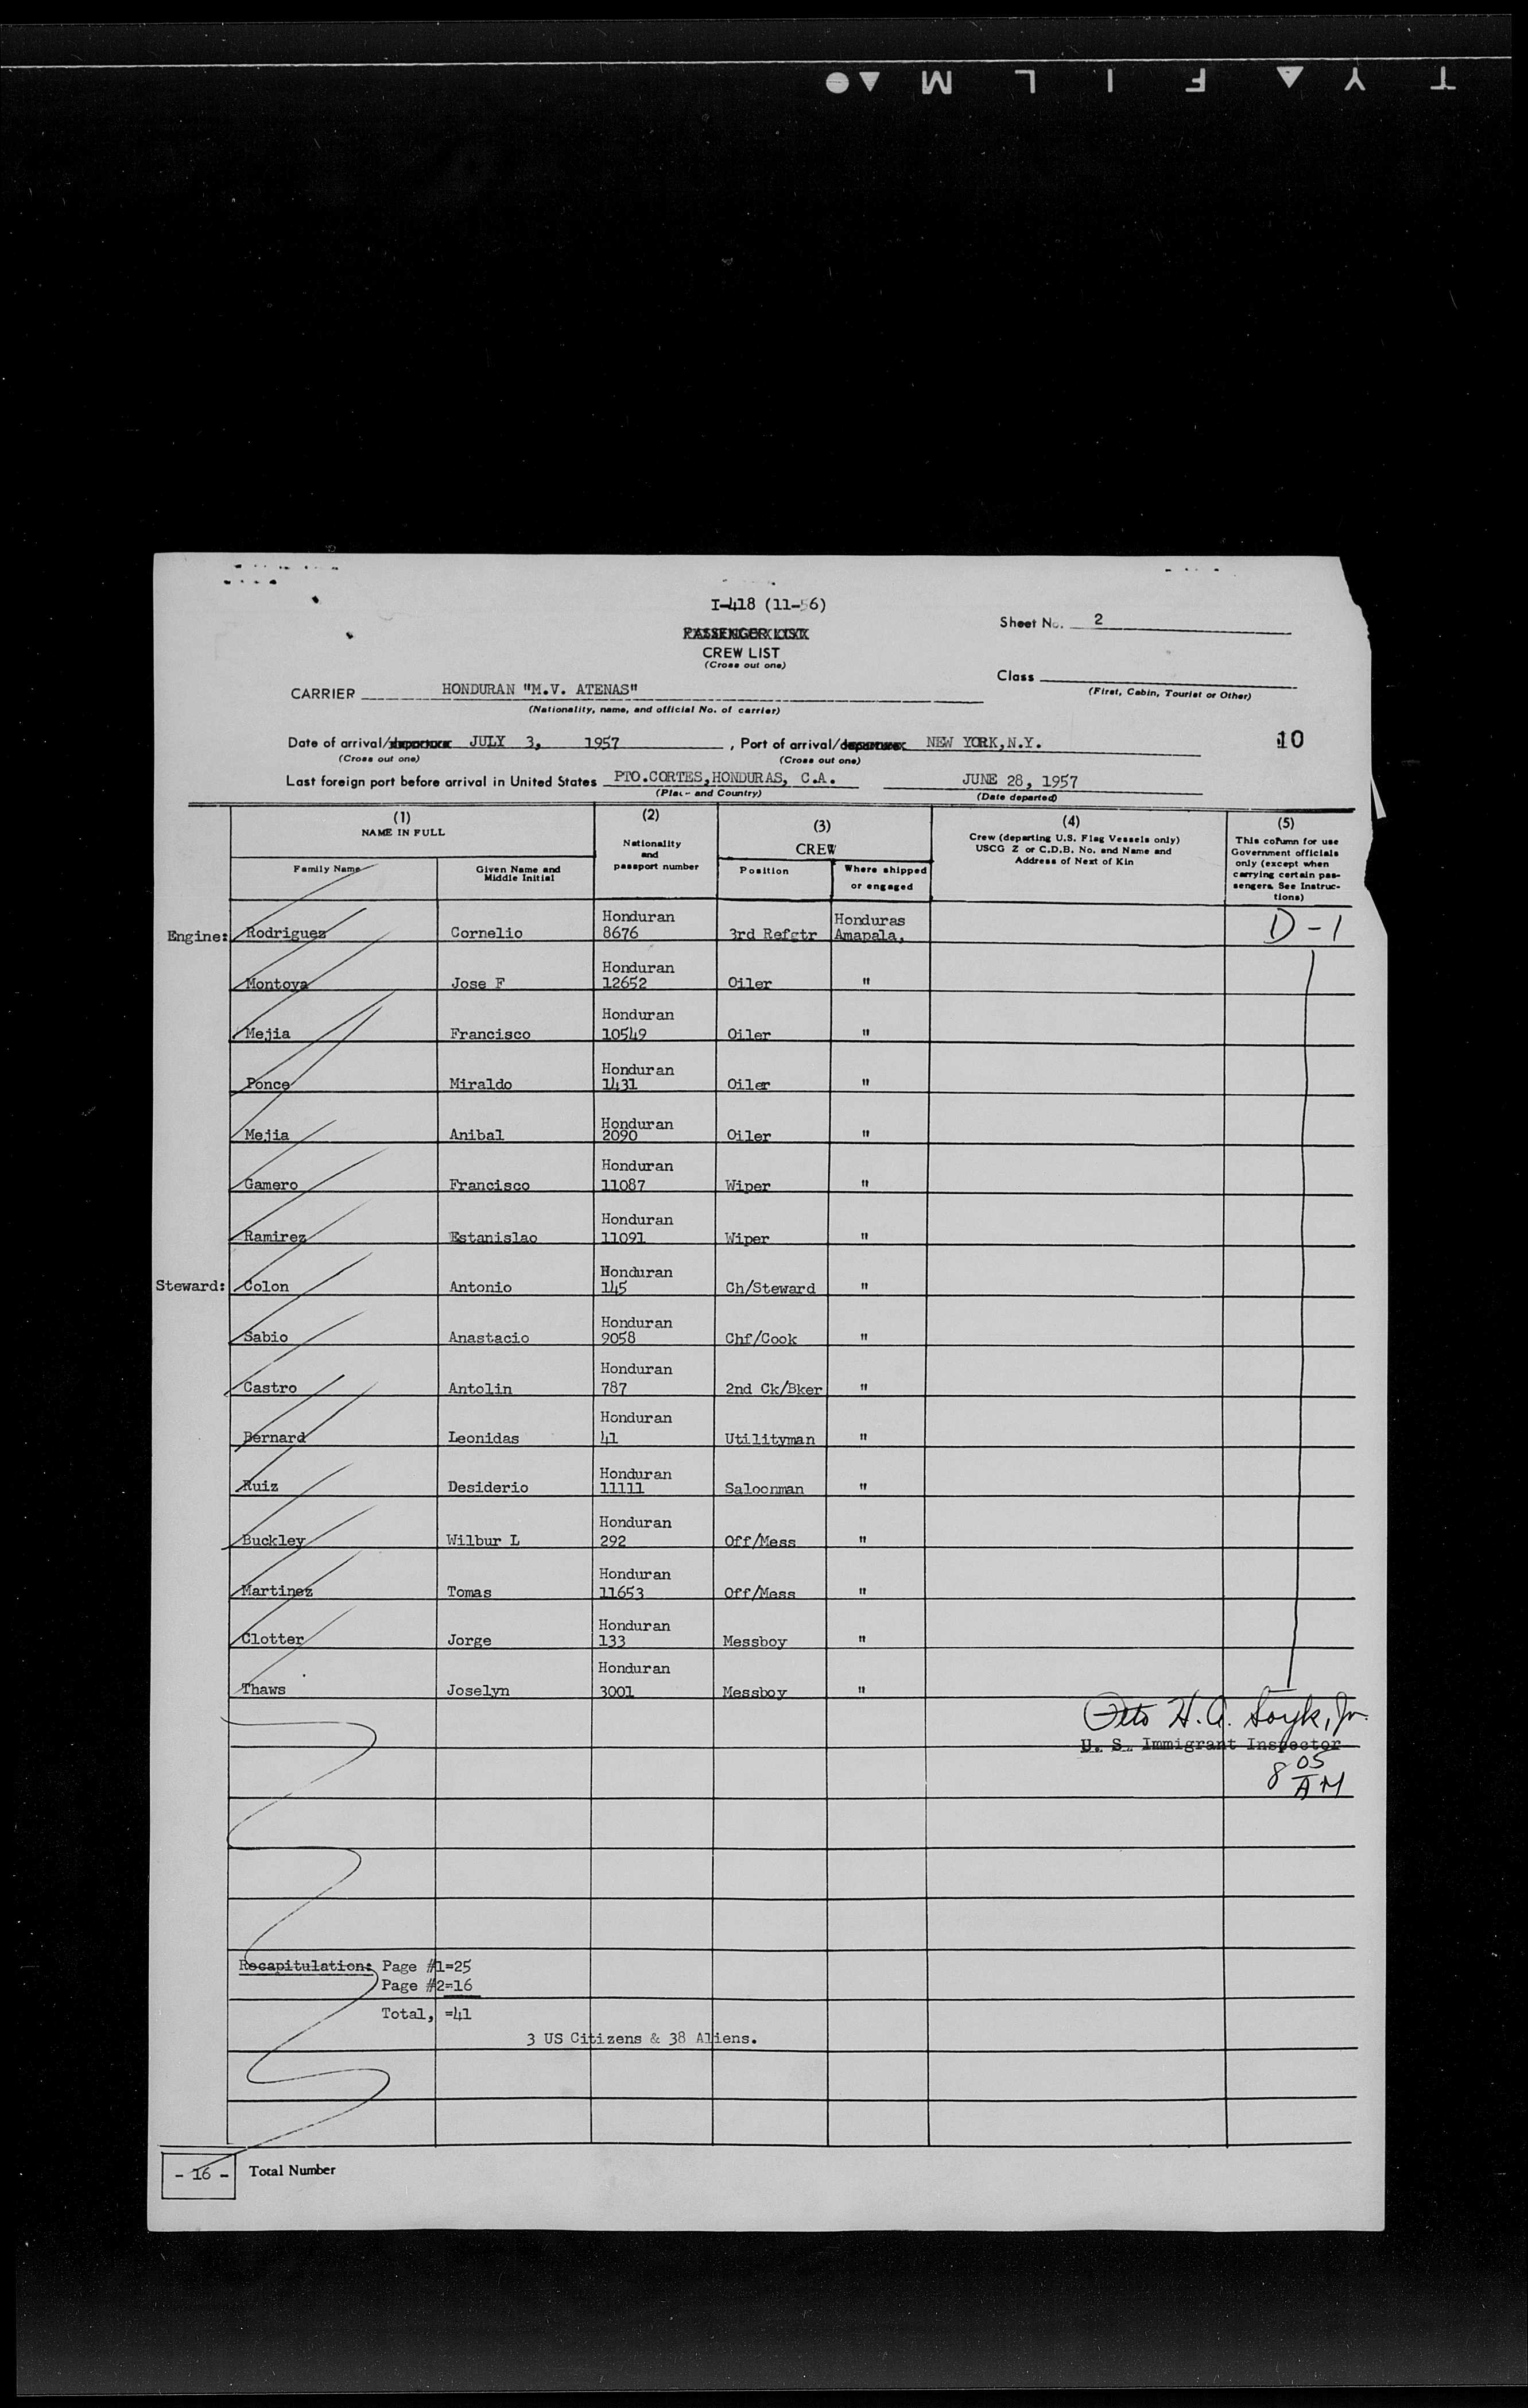 T Y A F I L M
I-418 (11-56)
PASSENGER LIST
CREW LIST
(Cross out one)
Sheet No. 2
Class
(First, Cabin, Tourist or Other)
CARRIER HONDURAN "M.V. ATENAS"
(Nationality, name, and official No. of carrier)
Date of arrival/departure JULY 3, 1957, Port of arrival/departure NEW YORK,N.Y.
(Cross out one) (Cross out one)
10
Last foreign port before arrival in United States PTO.CORTES,HONDURAS, C.A. JUNE 28, 1957
(Place and Country) (Date departed)
(1) NAME IN FULL
Family Name
Given Name and Middle Initial
(2) Nationality and passport number
(3) CREW
Position
Where shipped or engaged
(4) Crew (departing U.S. Flag Vessels only) USCG Z or C.D.B. No. and Name and Address of Next of Kin
(5) This column for use Government officials only (except when carrying certain passengers. See Instructions)
Engine: Rodriguez Cornelio Honduran 8676 3rd Refgtr Honduras Amapala, D-1
Montoya Jose F Honduran 12652 Oiler "
Mejia Francisco Honduran 10549 Oiler "
Ponce Miraldo Honduran 1431 Oiler "
Mejia Anibal Honduran 2090 Oiler "
Gamero Francisco Honduran 11087 Wiper "
Ramirez Estanislao Honduran 11091 Wiper "
Steward: Colon Antonio Honduran 145 Ch/Steward "
Sabio Anastacio Honduran 9058 Chf/Cook "
Castro Antolin Honduran 787 2nd Ck/Bker "
Bernard Leonidas Honduran 41 Utilityman "
Ruiz Desiderio Honduran 11111 Saloonman "
Buckley Wilbur L Honduran 292 Off/Mess "
Martinez Tomas Honduran 11653 Off/Mess "
Clotter Jorge Honduran 133 Messboy "
Thaws Joselyn Honduran 3001 Messboy "
Otto H. A. Soyk, Jr.
U. S. Immigrant Inspector
8 05 AM
Recapitulation: Page #1=25
Page #2=16
Total, =41
3 US Citizens & 38 Aliens.
- 16 - Total Number